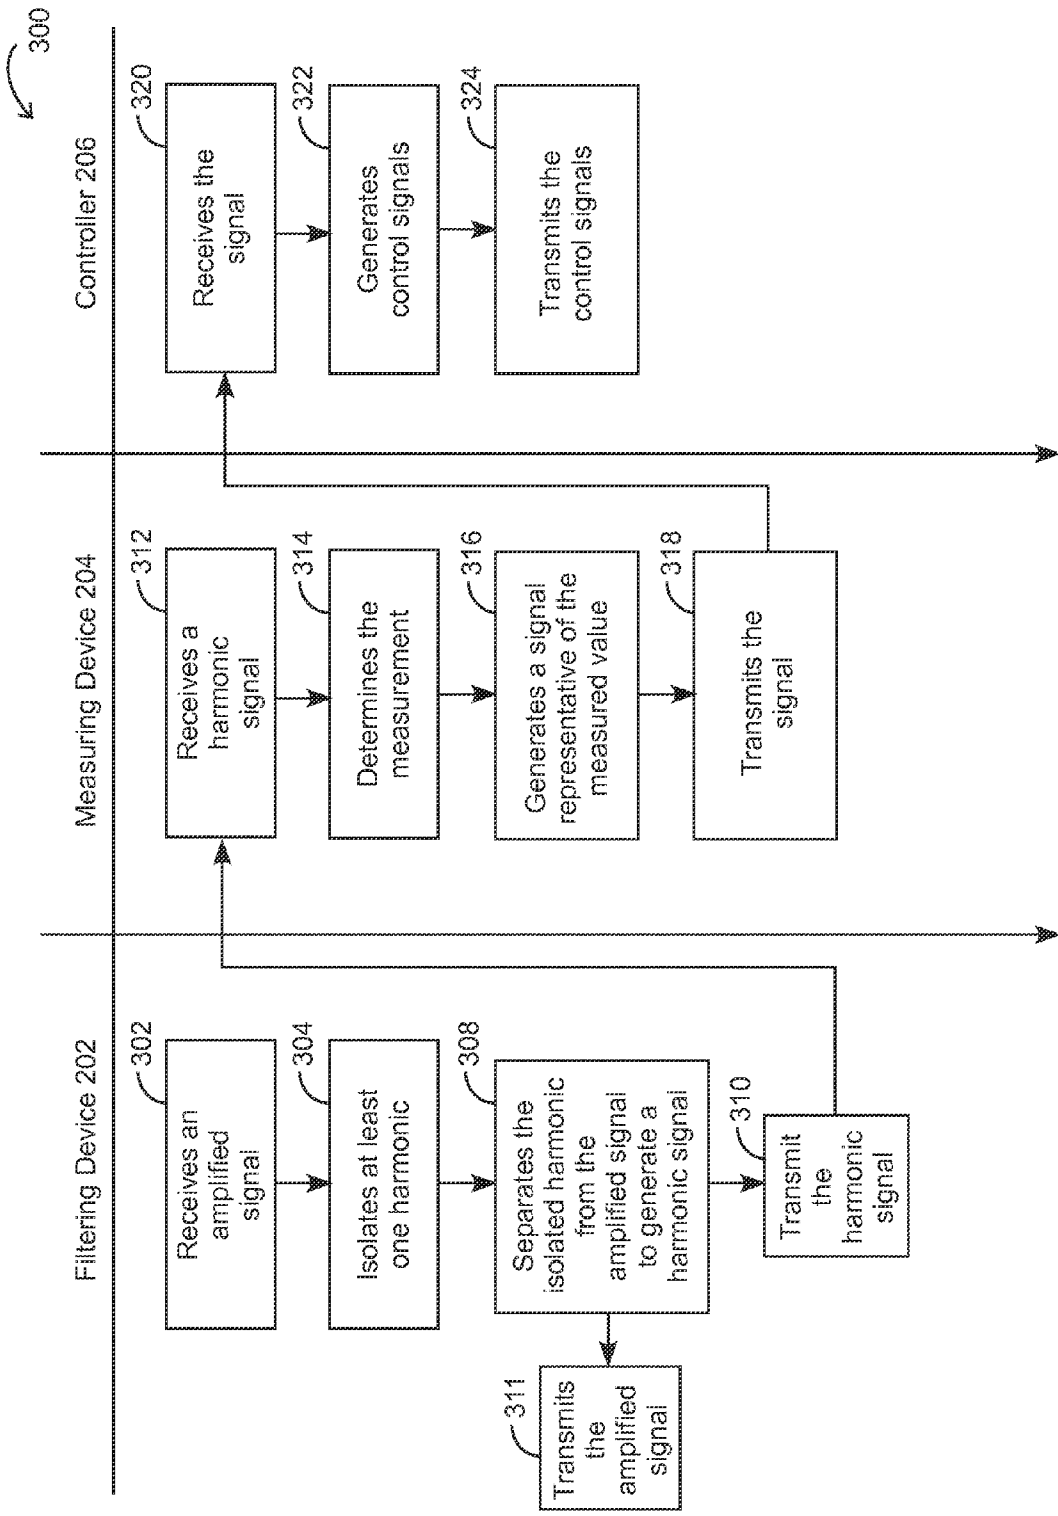 300
Filtering Device 202
302
Receives an
amplified
signal
304
Isolates at least
one harmonic
308
Separates the
isolated harmonic
from the
amplified signal
to generate a
harmonic signal
311
Transmits
the
amplified
signal
310
Transmit
the
harmonic
signal
Measuring Device 204
312
Receives a
harmonic
signal
314
Determines the
measurement
316
Generates a signal
representative of the
measured value
318
Transmits the
signal
Controller 206
320
Receives the
signal
322
Generates
control signals
324
Transmits the
control signals